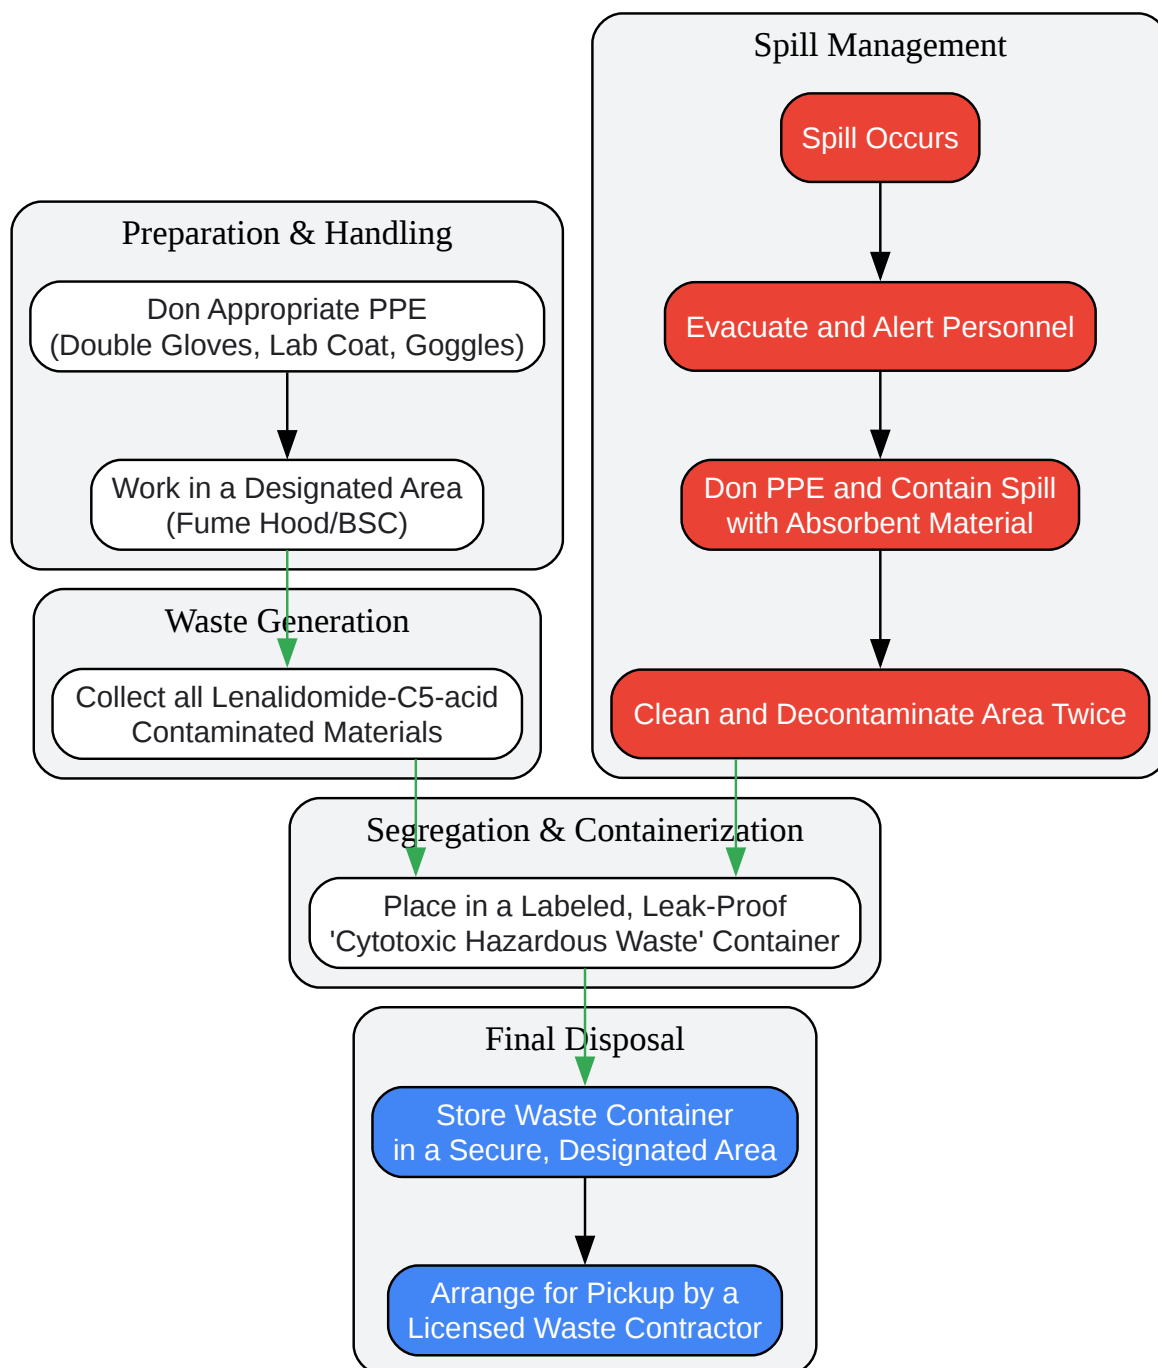 Spill Management
Spill Occurs
Evacuate and Alert Personnel
Don PPE and Contain Spill
with Absorbent Material
Clean and Decontaminate Area Twice
Preparation & Handling
Don Appropriate PPE
(Double Gloves, Lab Coat, Goggles)
Work in a Designated Area
(Fume Hood/BSC)
Waste Generation
Collect all Lenalidomide-C5-acid
Contaminated Materials
Segregation & Containerization
Place in a Labeled, Leak-Proof
'Cytotoxic Hazardous Waste' Container
Final Disposal
Store Waste Container
in a Secure, Designated Area
Arrange for Pickup by a
Licensed Waste Contractor